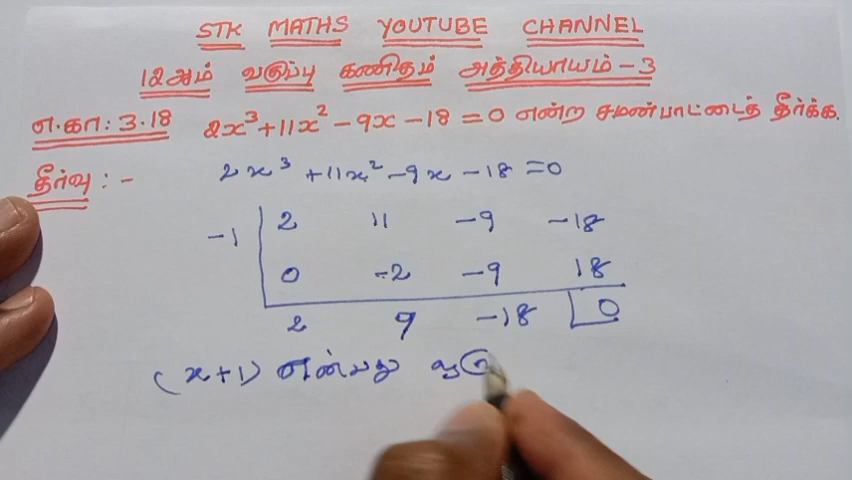 STK MATHS YOUTUBE CHANNEL
12ஆம் வகுப்பு கணிதம் அத்தியாயம் - 3
எ.கா : 3.18 2x³ + 11x² - 9x - 18 = 0 என்ற சமன்பாட்டைத் தீர்க்க.
தீர்வு : -
2x³ + 11x² - 9x - 18 = 0
-1 | 2 11 -9 -18
0 -2 -9 18
2 9 -18 0
(x+1) என்பது